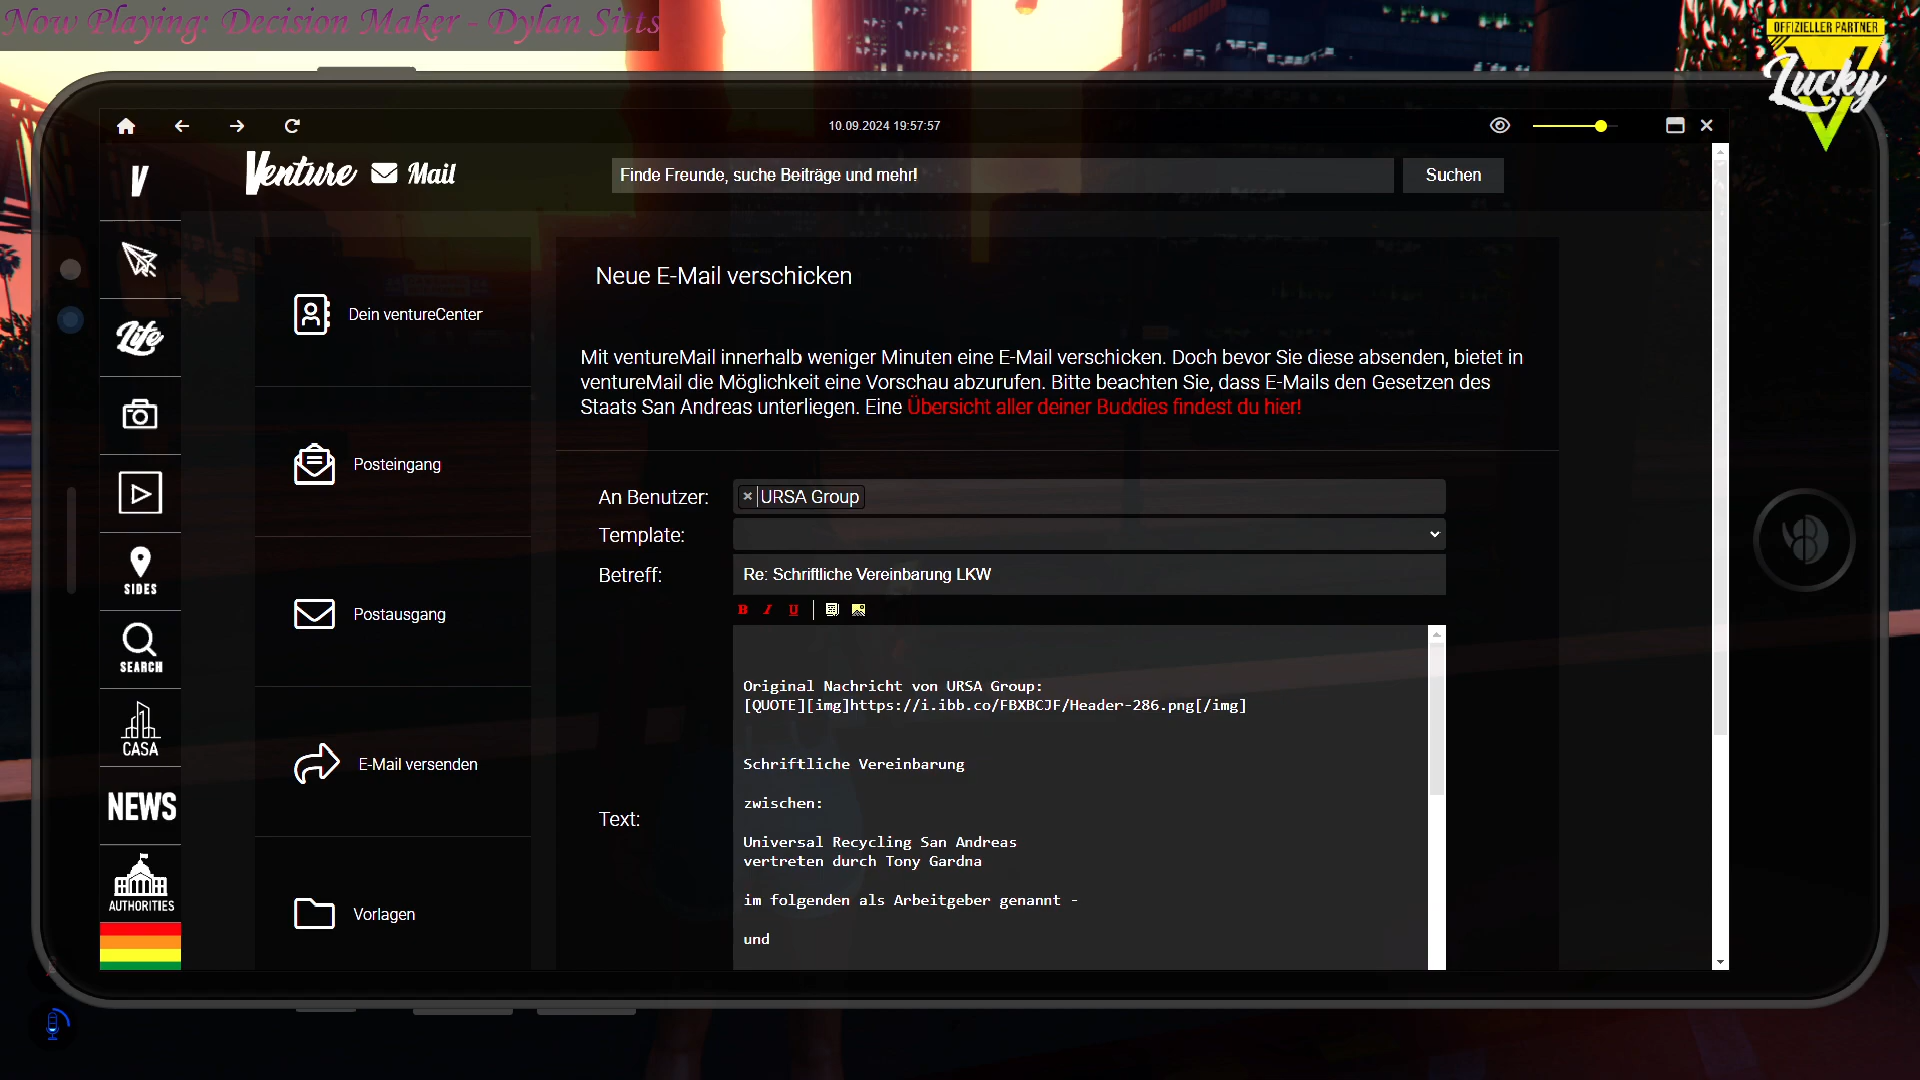 Now Playing: Decision Maker - Dylan Sitts
OFFIZIELLER PARTNER
Lucky
V
10.09.2024 19:57:57
V
Venture Mail
Finde Freunde, suche Beiträge und mehr!
Suchen
Life
SIDES
SEARCH
CASA
NEWS
AUTHORITIES
Dein ventureCenter
Posteingang
Postausgang
E-Mail versenden
Vorlagen
Neue E-Mail verschicken
Mit ventureMail innerhalb weniger Minuten eine E-Mail verschicken. Doch bevor Sie diese absenden, bietet in
ventureMail die Möglichkeit eine Vorschau abzurufen. Bitte beachten Sie, dass E-Mails den Gesetzen des
Staats San Andreas unterliegen. Eine Übersicht aller deiner Buddies findest du hier!
An Benutzer: × URSA Group
Template:
Betreff: Re: Schriftliche Vereinbarung LKW
B I U
Text:
Original Nachricht von URSA Group:
[QUOTE][img]https://i.ibb.co/FBXBCJF/Header-286.png[/img]
Schriftliche Vereinbarung
zwischen:
Universal Recycling San Andreas
vertreten durch Tony Gardna
im folgenden als Arbeitgeber genannt -
und